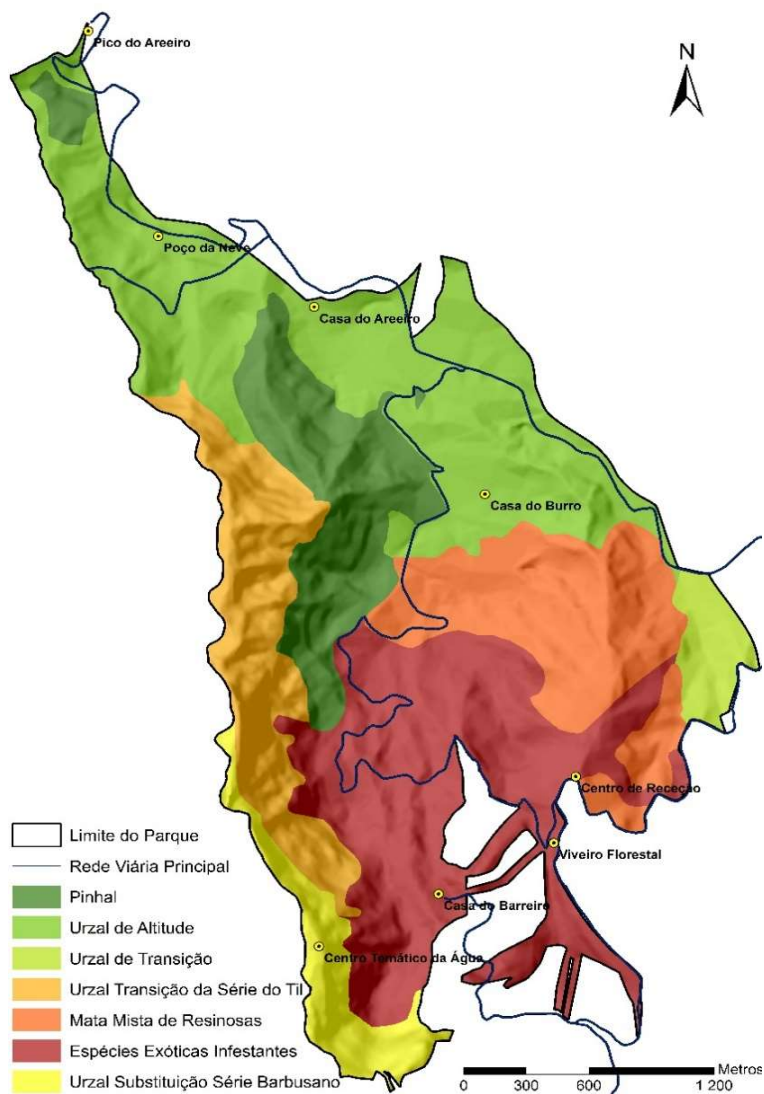 Pico do Areeiro
N
Poço da Neve
Casa do Areeiro
Casa do Burro
Centro de Receção
Viveiro Florestal
Casa do Barreiro
Centro Temático da Água
Limite do Parque
Rede Viária Principal
Pinhal
Urzal de Altitude
Urzal de Transição
Urzal Transição da Série do Til
Mata Mista de Resinosas
Espécies Exóticas Infestantes
Urzal Substituição Série Barbusano
Metros
0 300 600 1 200